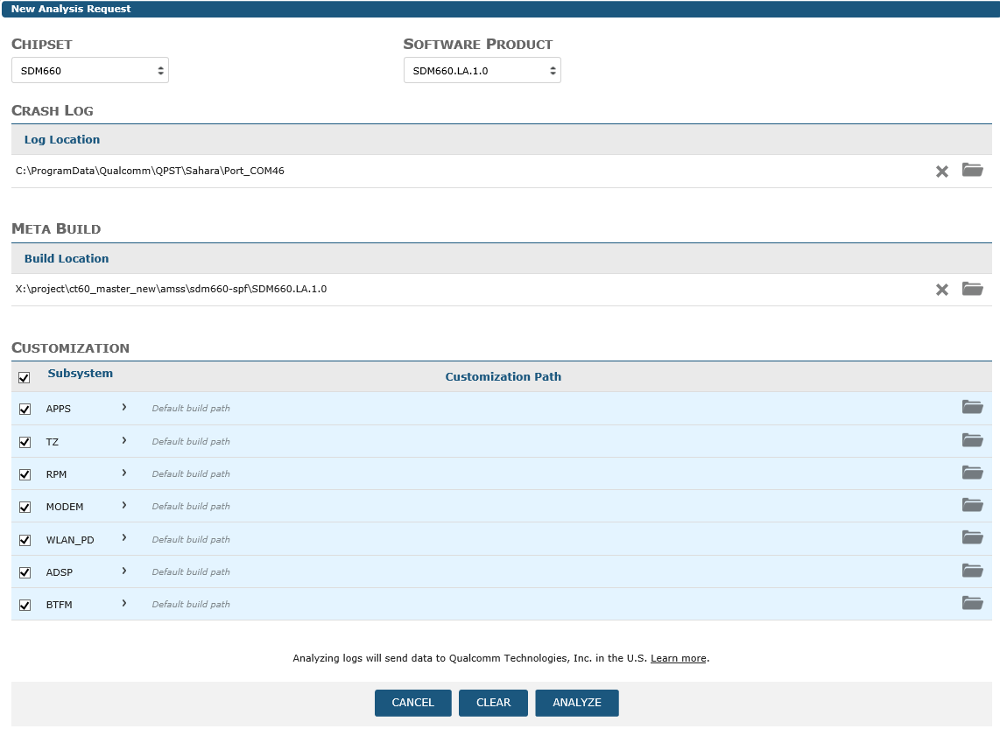 New Analysis Request
CHIPSET SOFTWARE PRODUCT
SDM660 SDM660.LA.1.0
CRASH LOG
Log Location
C:\ProgramData\Qualcomm\QPST\Sahara\Port_COM46
META BUILD
Build Location
X:\project\ct60_master_new\amss\sdm660-spf\SDM660.LA.1.0
CUSTOMIZATION
Subsystem Customization Path
APPS › Default build path
TZ › Default build path
RPM › Default build path
MODEM › Default build path
WLAN_PD › Default build path
ADSP › Default build path
BTFM › Default build path
Analyzing logs will send data to Qualcomm Technologies, Inc. in the U.S. Learn more.
CANCEL CLEAR ANALYZE